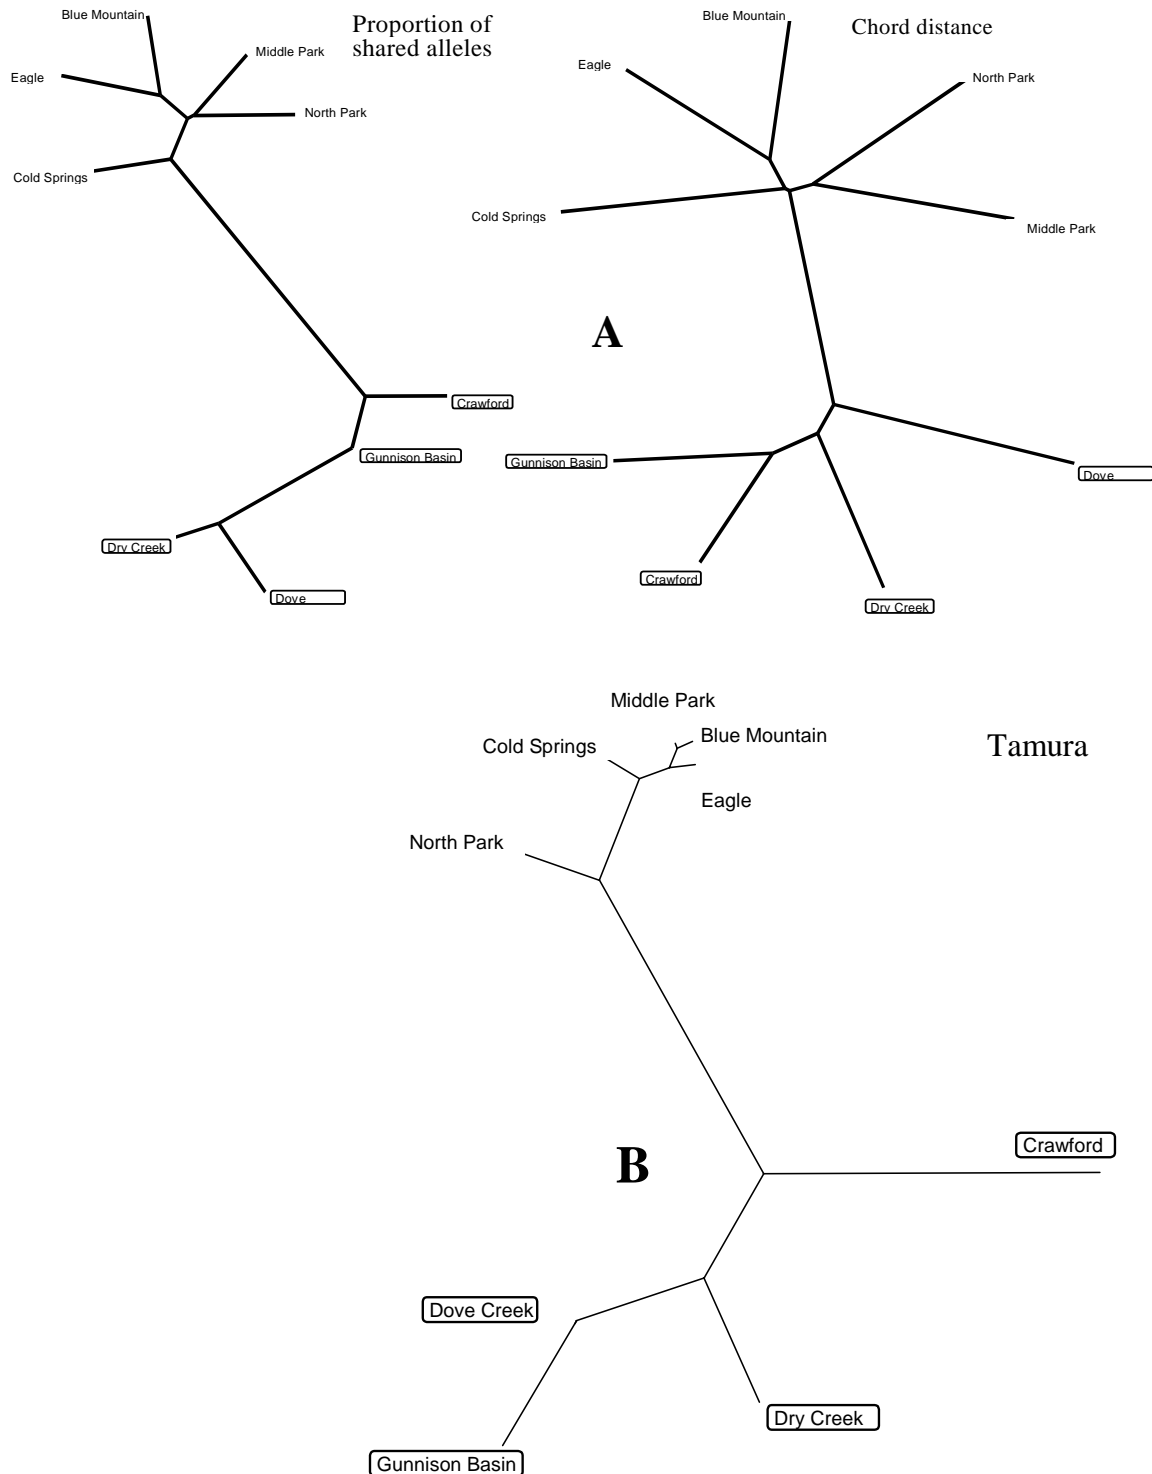 Blue Mountain
Proportion of
shared alleles
Middle Park
Eagle
North Park
Cold Springs
Crawford
Gunnison Basin
Dry Creek
Dove
Blue Mountain
Chord distance
Eagle
North Park
Cold Springs
Middle Park
A
Gunnison Basin
Dove
Crawford
Dry Creek
Middle Park
Blue Mountain
Cold Springs
Tamura
Eagle
North Park
B
Crawford
Dove Creek
Dry Creek
Gunnison Basin